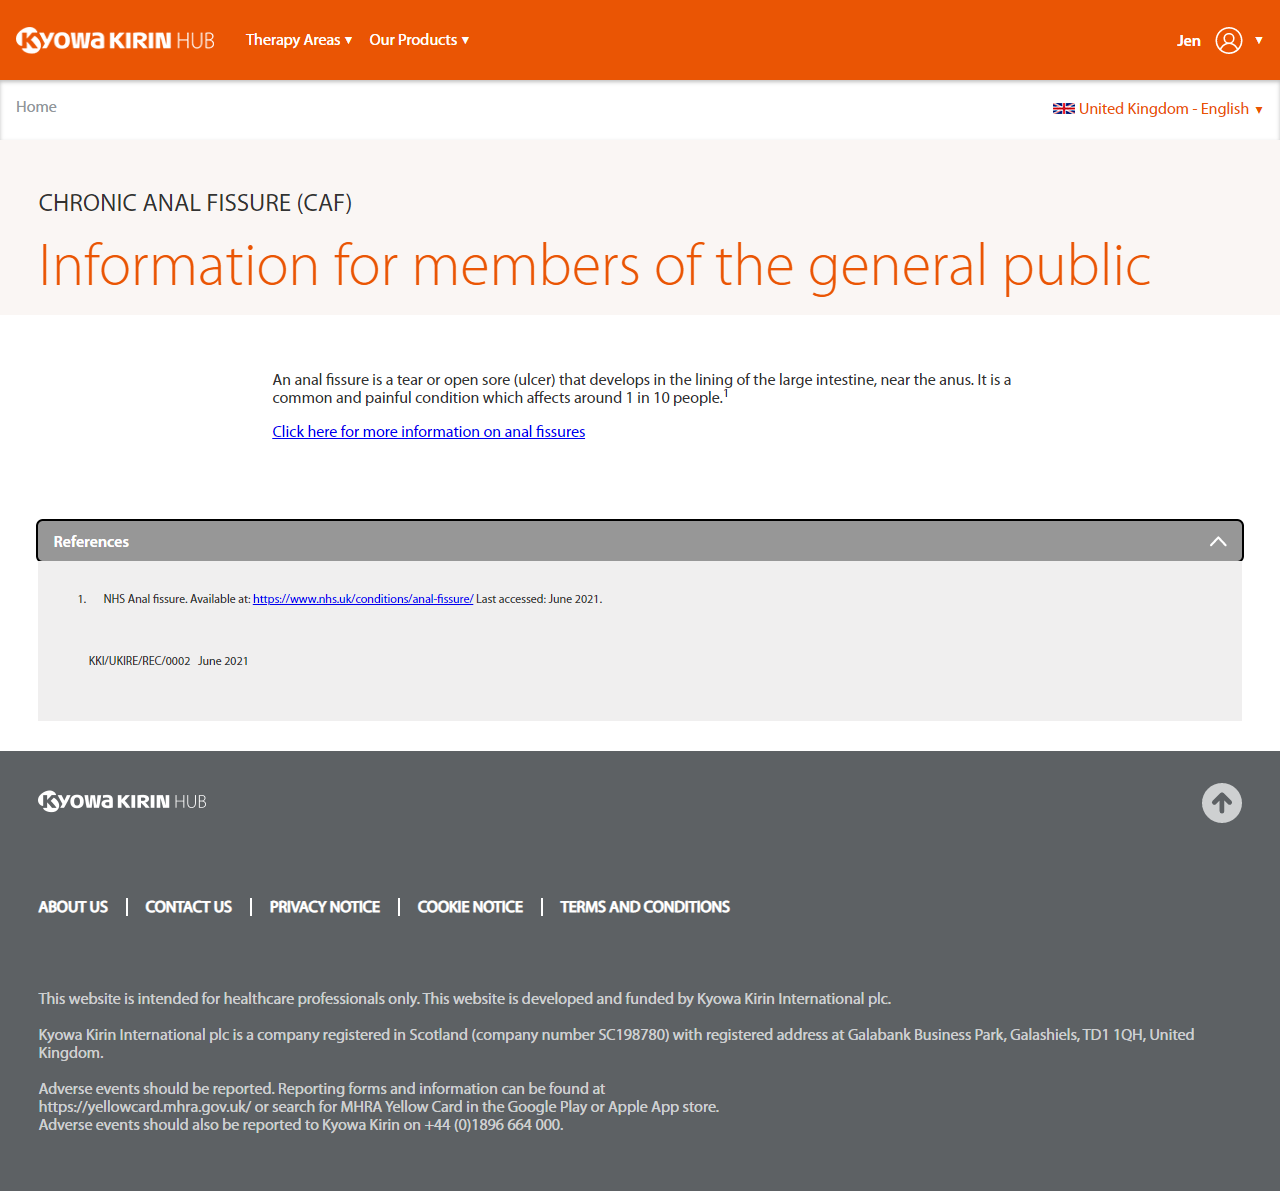 KYOWA KIRIN HUB
Therapy Areas ▼ Our Products ▼
Jen ▼
Home
United Kingdom - English ▼
CHRONIC ANAL FISSURE (CAF)
Information for members of the general public
An anal fissure is a tear or open sore (ulcer) that develops in the lining of the large intestine, near the anus. It is a
common and painful condition which affects around 1 in 10 people.1
Click here for more information on anal fissures
References
1. NHS Anal fissure. Available at: https://www.nhs.uk/conditions/anal-fissure/ Last accessed: June 2021.
KKI/UKIRE/REC/0002 June 2021
KYOWA KIRIN HUB
ABOUT US
CONTACT US
PRIVACY NOTICE
COOKIE NOTICE
TERMS AND CONDITIONS
This website is intended for healthcare professionals only. This website is developed and funded by Kyowa Kirin International plc.
Kyowa Kirin International plc is a company registered in Scotland (company number SC198780) with registered address at Galabank Business Park, Galashiels, TD1 1QH, United
Kingdom.
Adverse events should be reported. Reporting forms and information can be found at
https://yellowcard.mhra.gov.uk/ or search for MHRA Yellow Card in the Google Play or Apple App store.
Adverse events should also be reported to Kyowa Kirin on +44 (0)1896 664 000.